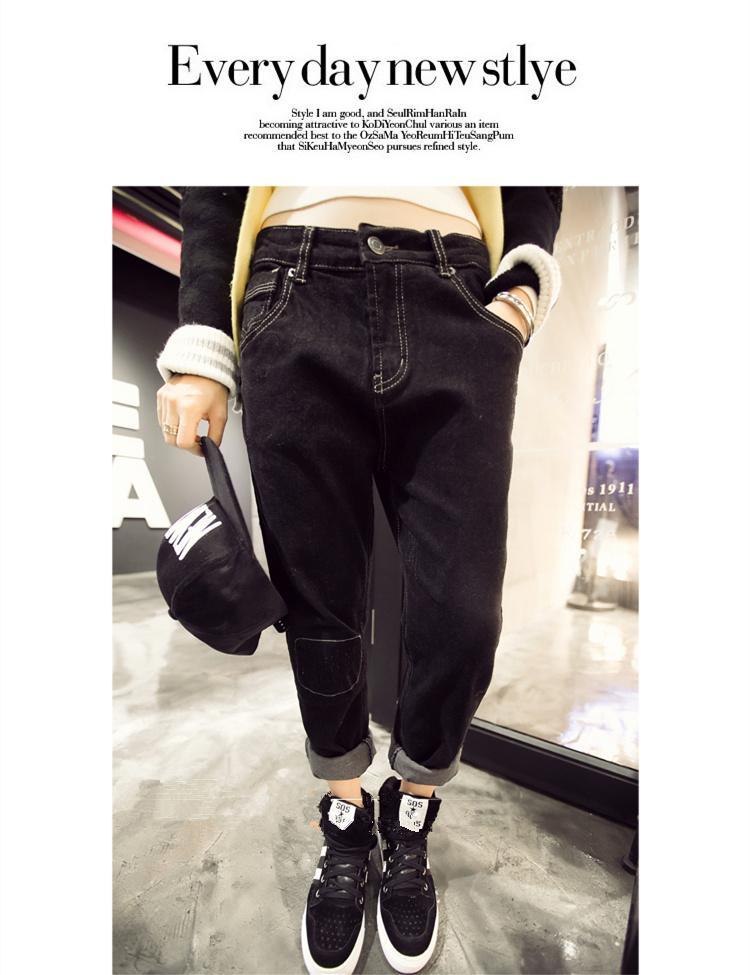 Every day new stlye
Style I am good, and SeulRimHanRaIn
becoming attractive to KoDiYeonChul various an item
recommended best to the OzSaMa YeoReumHiTeuSangPum
that SiKeuHaMyeonSeo pursues refined style.
1911
TIAL
SOS
SOS